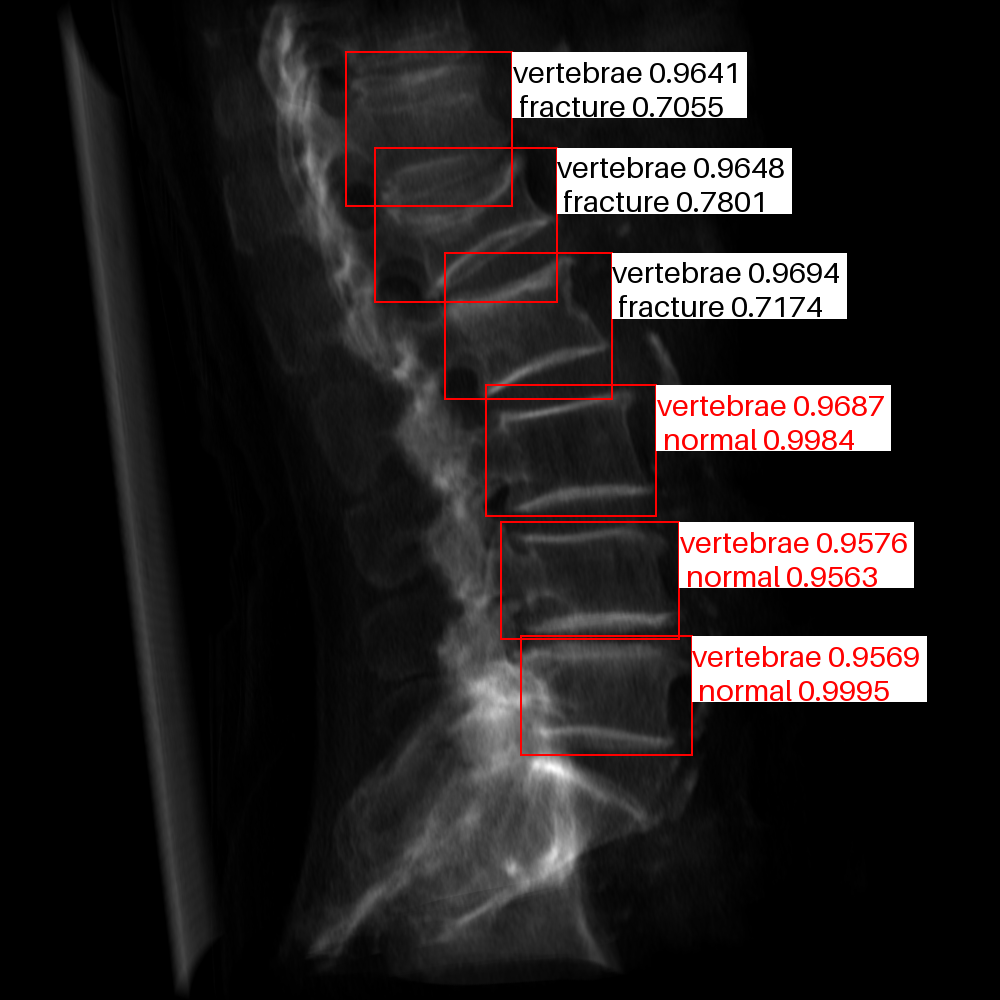 vertebrae 0.9641
fracture 0.7055
vertebrae 0.9648
fracture 0.7801
vertebrae 0.9694
fracture 0.7174
vertebrae 0.9687
normal 0.9984
vertebrae 0.9576
normal 0.9563
vertebrae 0.9569
normal 0.9995